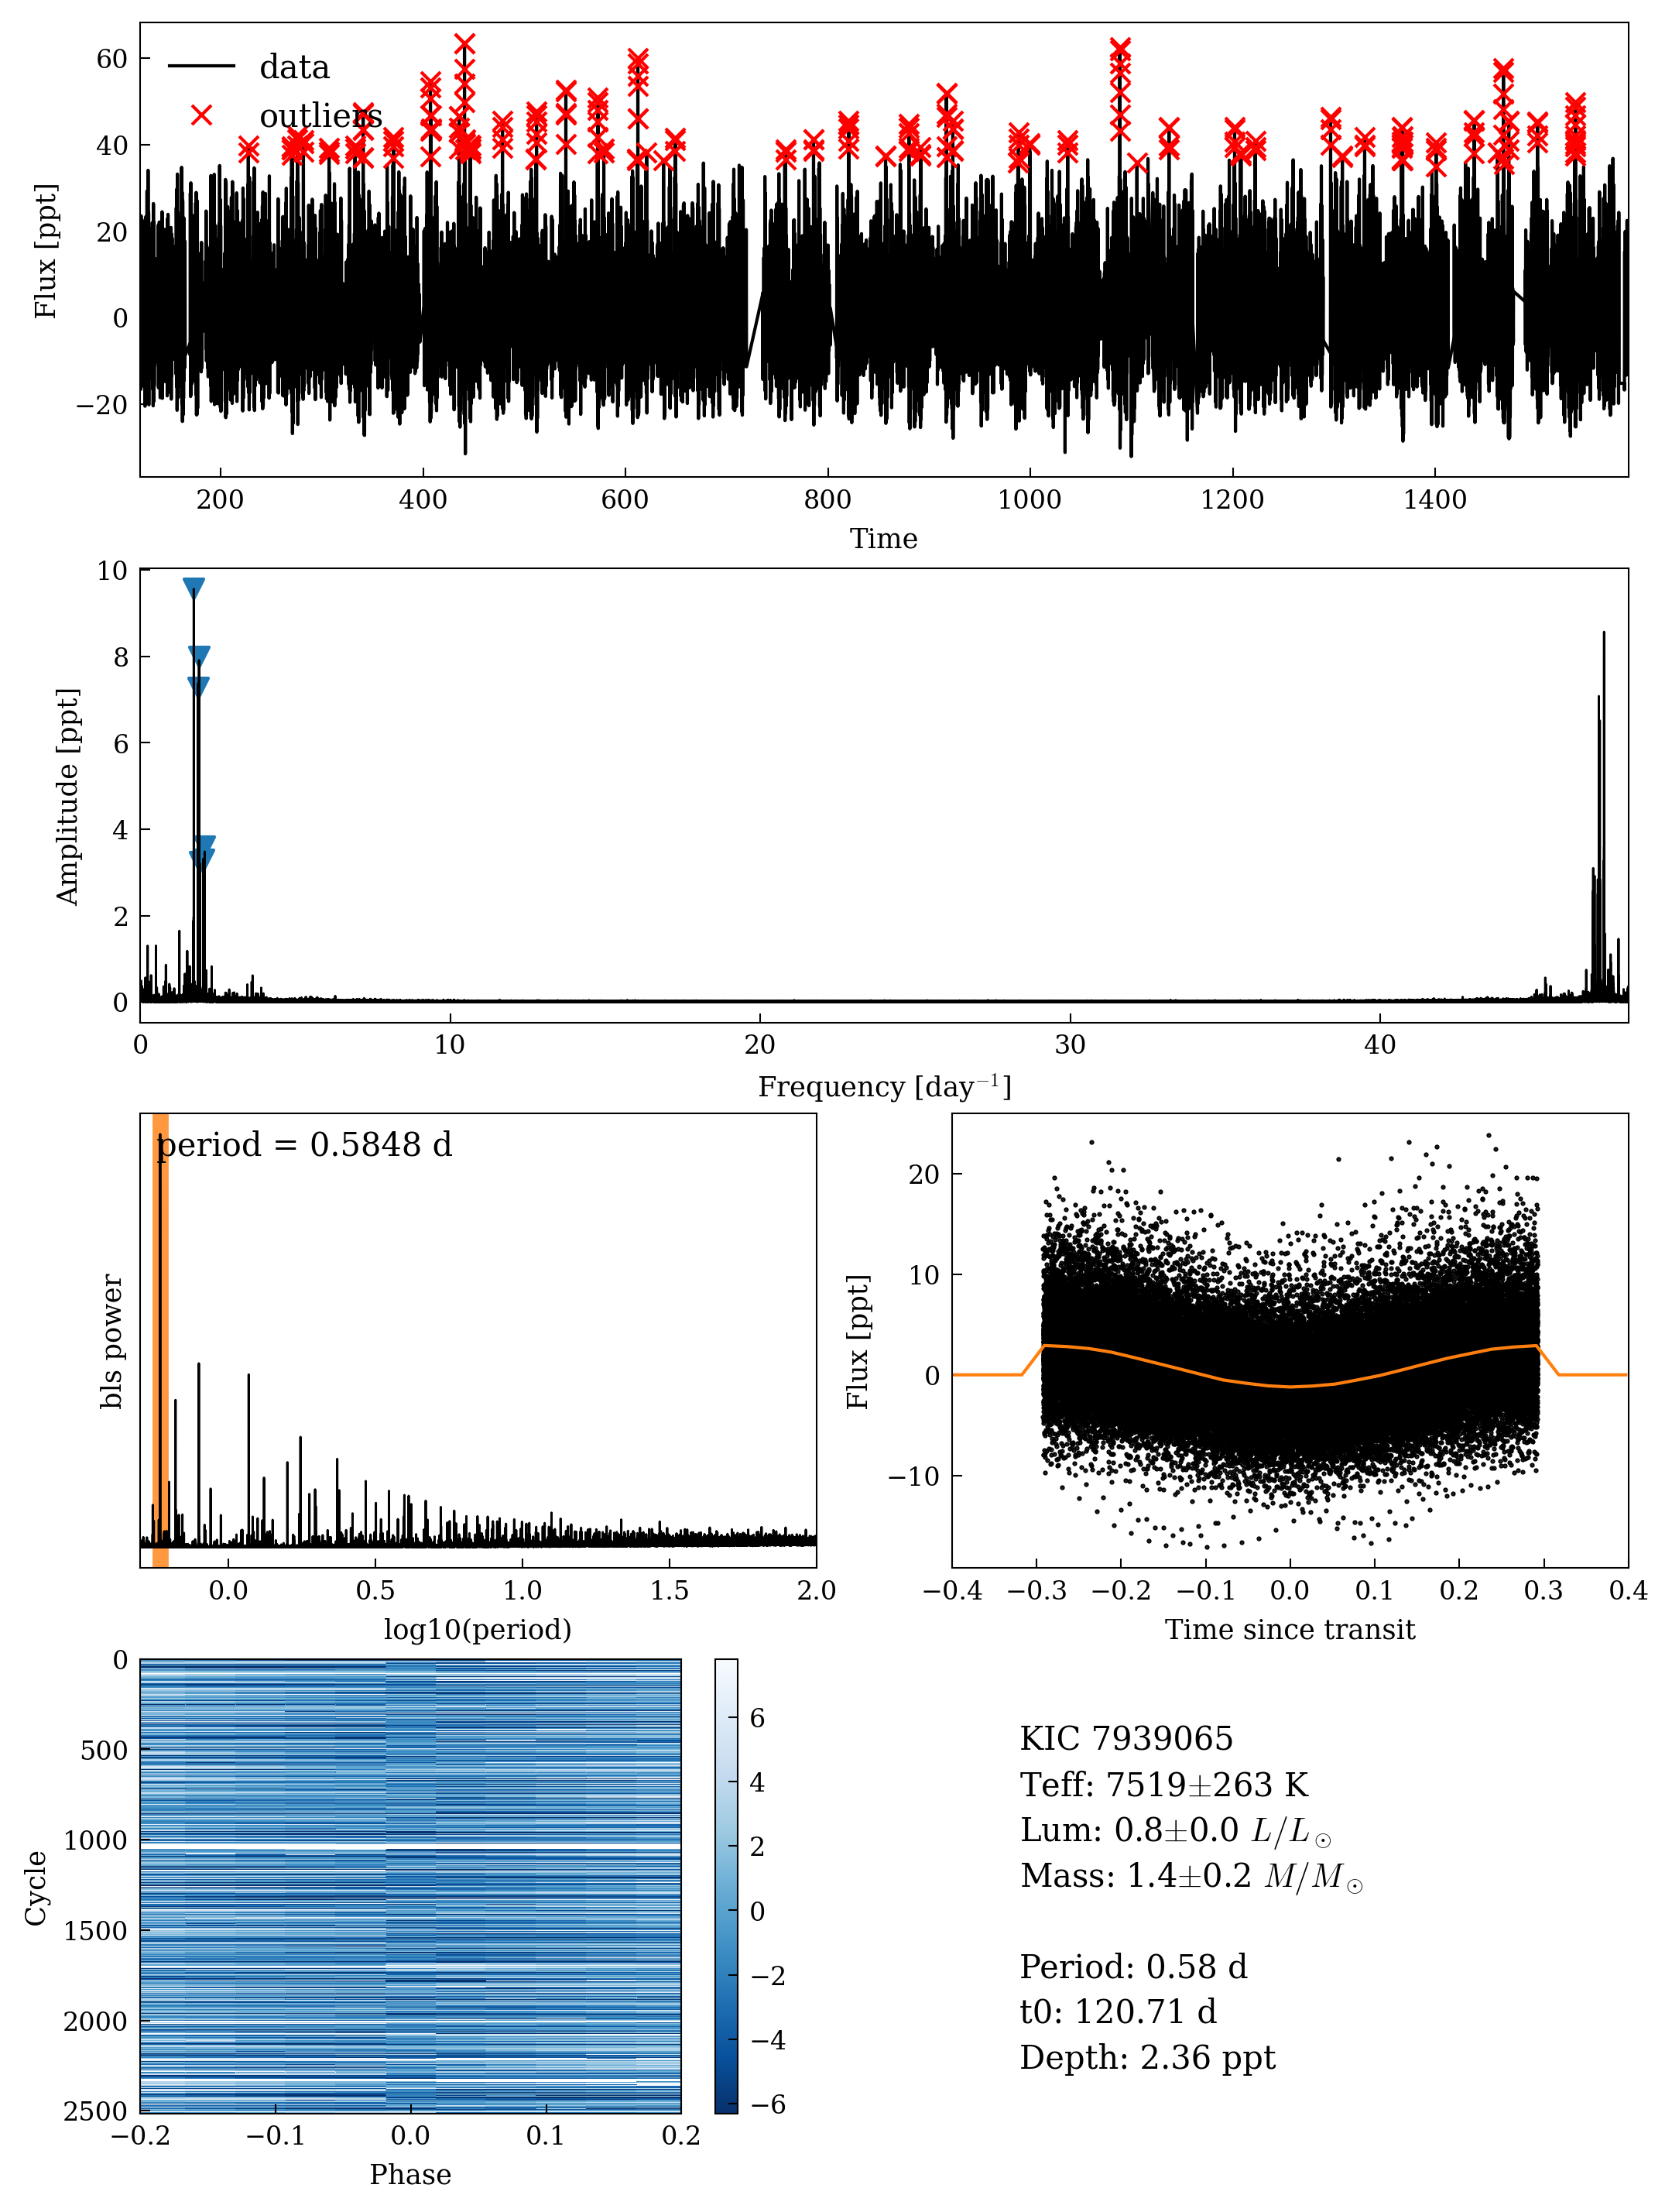 60
40
20
0
−20
Flux [ppt]
data
outliers
200
400
600
800
1000
1200
1400
Time
10
8
6
4
2
0
Amplitude [ppt]
0
10
20
30
40
Frequency [day⁻¹]
period = 0.5848 d
bls power
0.0
0.5
1.0
1.5
2.0
log10(period)
20
10
0
−10
Flux [ppt]
−0.4
−0.3
−0.2
−0.1
0.0
0.1
0.2
0.3
0.4
Time since transit
0
500
1000
1500
2000
2500
Cycle
−0.2
−0.1
0.0
0.1
0.2
Phase
6
4
2
0
−2
−4
−6
KIC 7939065
Teff: 7519±263 K
Lum: 0.8±0.0 L/L☉
Mass: 1.4±0.2 M/M☉
Period: 0.58 d
t0: 120.71 d
Depth: 2.36 ppt